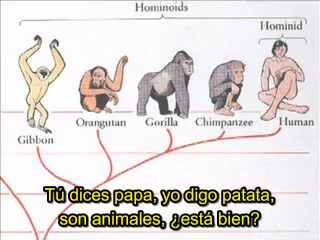 Hominoids
Hominid
Gibbon
Orangutan
Gorilla
Chimpanzee
Human
Tú dices papa, yo digo patata,
son animales, ¿está bien?